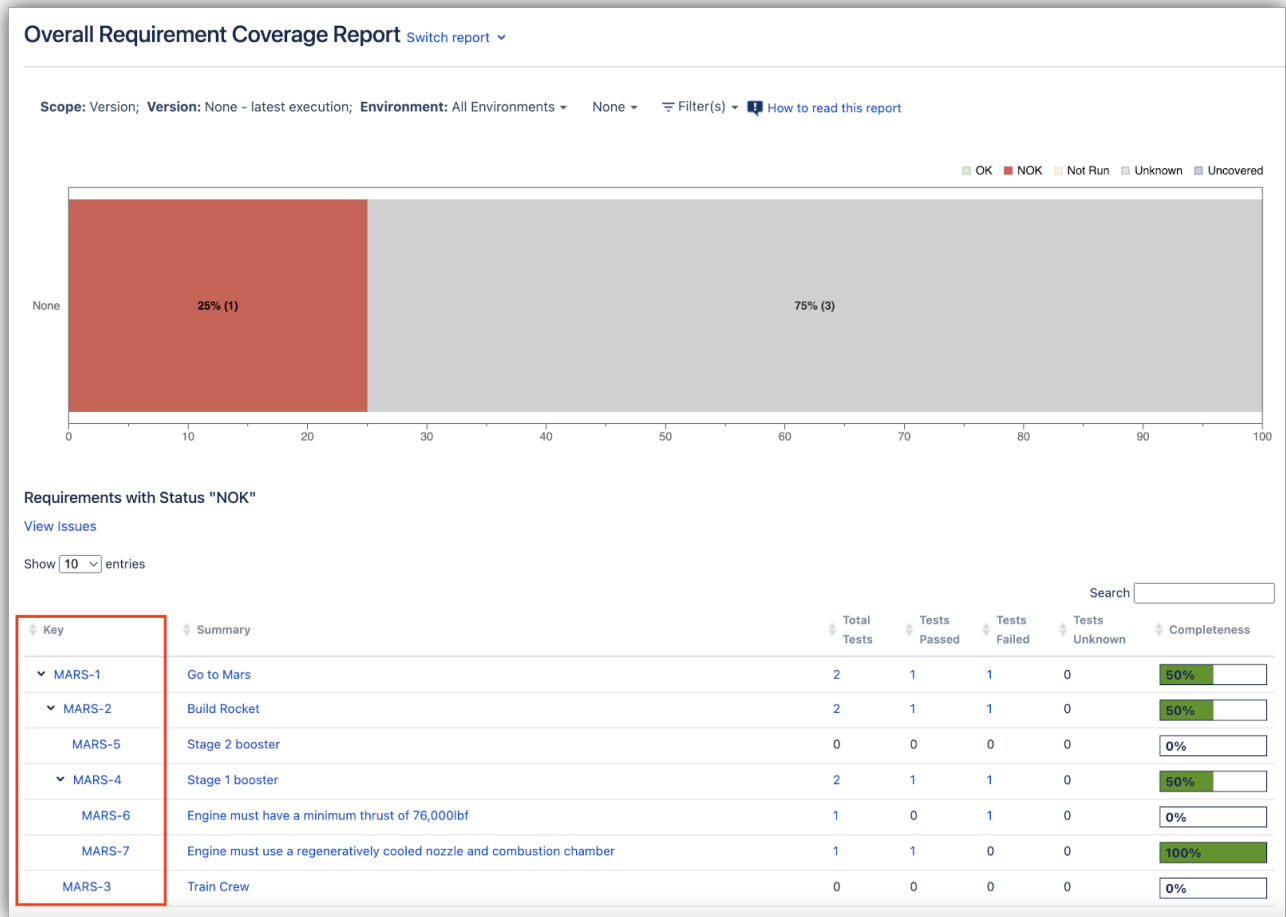 Overall Requirement Coverage Report Switch report
Scope: Version; Version: None - latest execution; Environment: All Environments None Filter(s) How to read this report
OK NOK Not Run Unknown Uncovered
None 25% (1) 75% (3)
0 10 20 30 40 50 60 70 80 90 100
Requirements with Status "NOK"
View Issues
Show 10 entries
Search
Key Summary Total Tests Tests Passed Tests Failed Tests Unknown Completeness
MARS-1 Go to Mars 2 1 1 0 50%
MARS-2 Build Rocket 2 1 1 0 50%
MARS-5 Stage 2 booster 0 0 0 0 0%
MARS-4 Stage 1 booster 2 1 1 0 50%
MARS-6 Engine must have a minimum thrust of 76,000lbf 1 0 1 0 0%
MARS-7 Engine must use a regeneratively cooled nozzle and combustion chamber 1 1 0 0 100%
MARS-3 Train Crew 0 0 0 0 0%